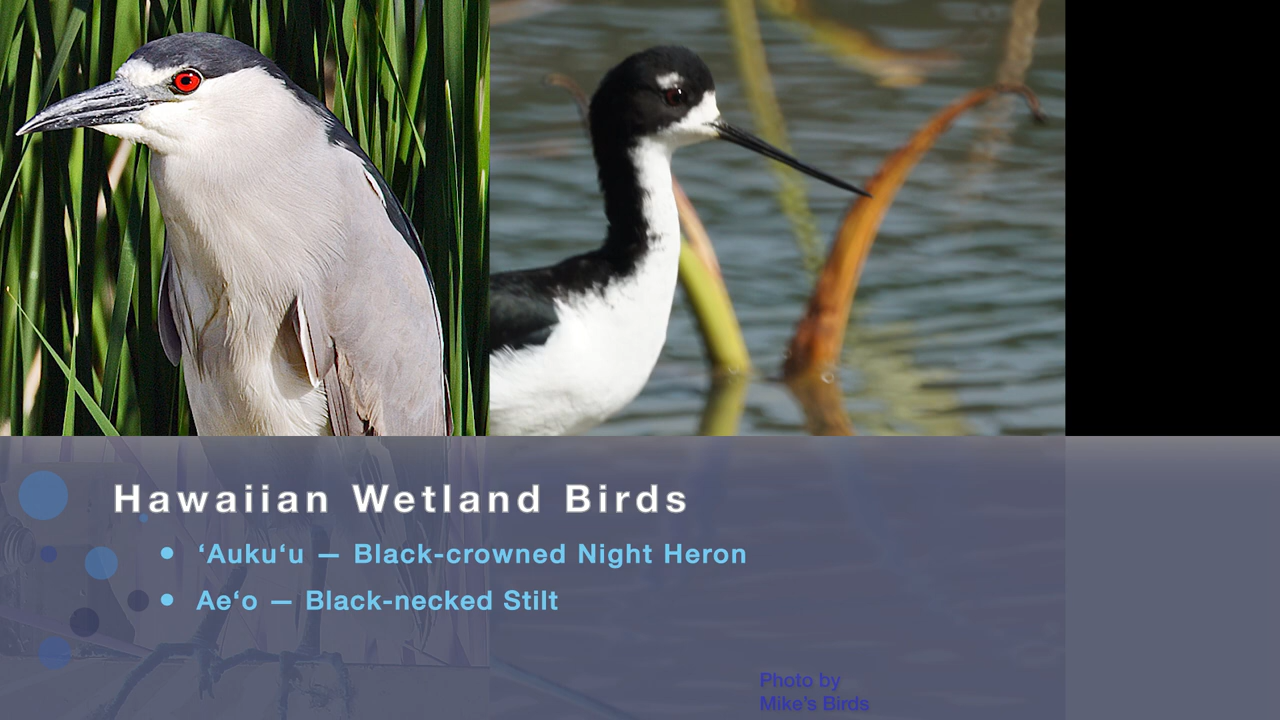 Hawaiian Wetland Birds
• ‘Auku‘u — Black-crowned Night Heron
• Ae‘o — Black-necked Stilt
Photo by
Mike's Birds